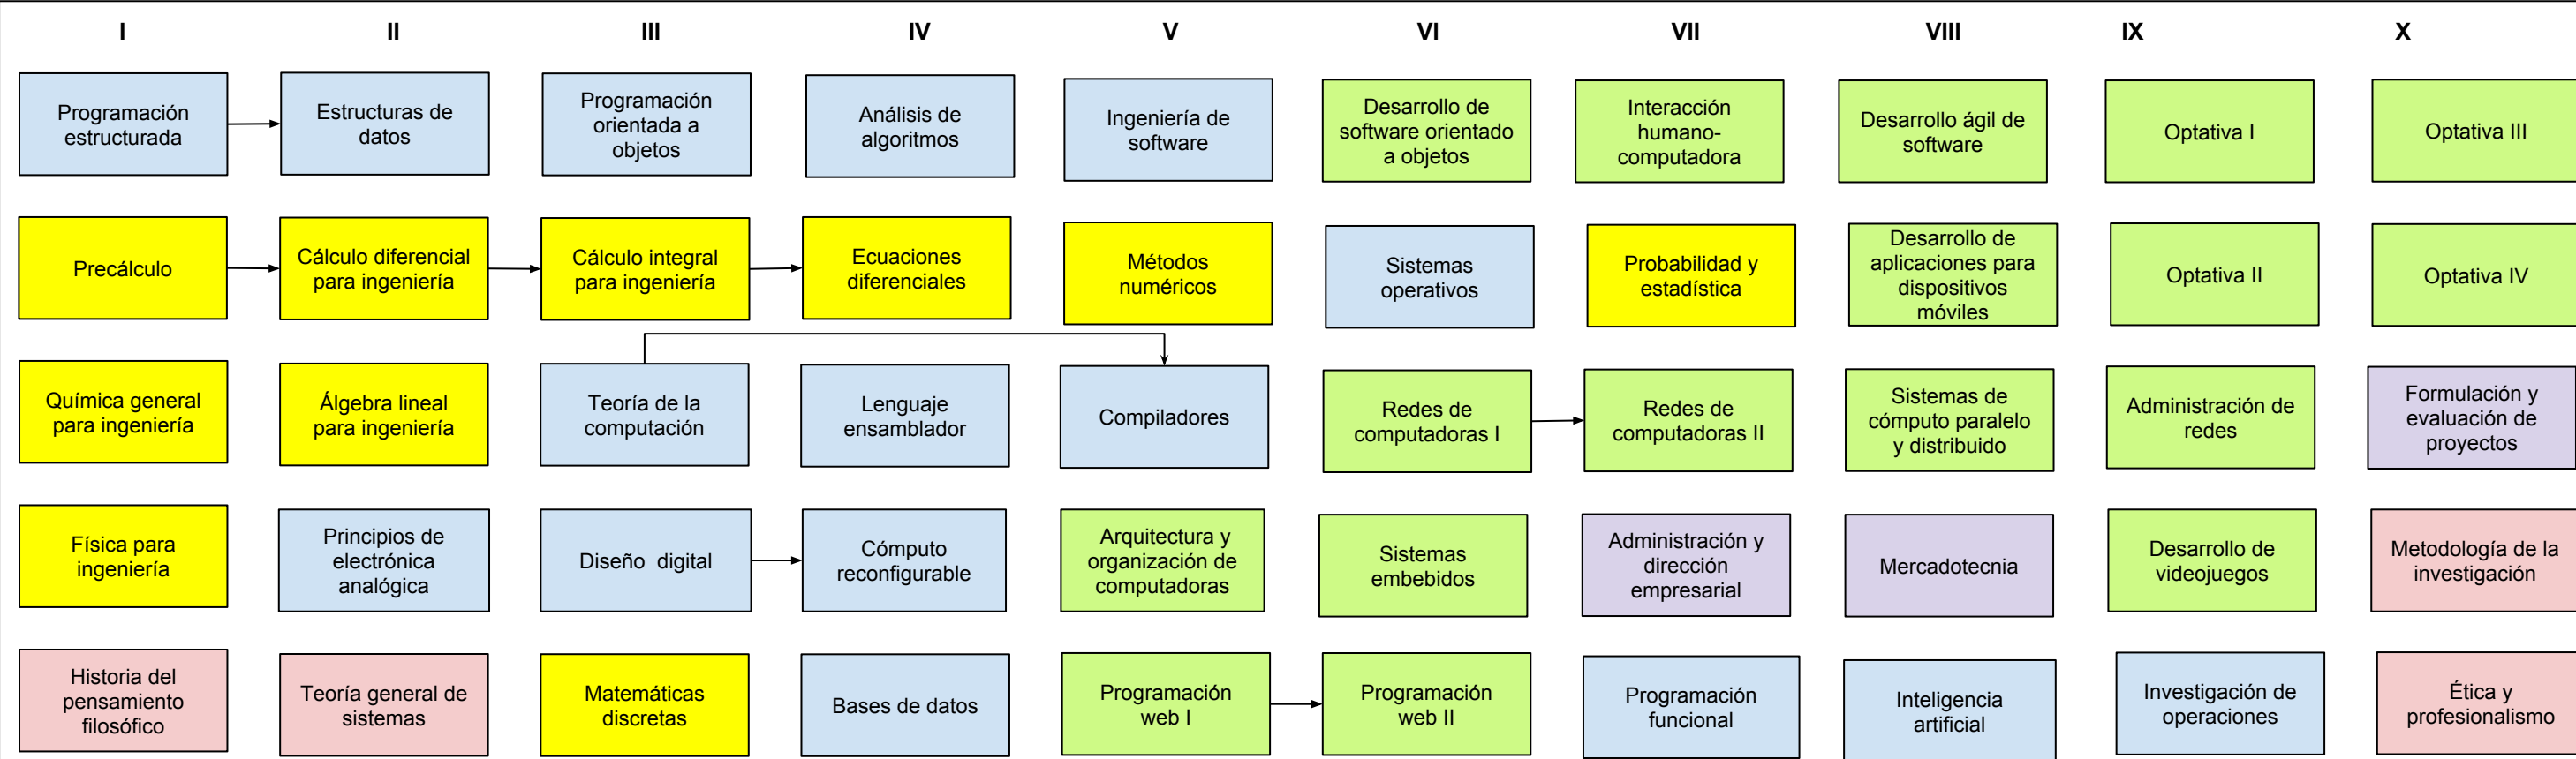 I II III IV V VI VII VIII IX X
Programación
estructurada
Estructuras de
datos
Programación
orientada a
objetos
Análisis de
algoritmos
Ingeniería de
software
Desarrollo de
software orientado
a objetos
Interacción
humano-
computadora
Desarrollo ágil de
software
Optativa I
Optativa III
Precálculo
Cálculo diferencial
para ingeniería
Cálculo integral
para ingeniería
Ecuaciones
diferenciales
Métodos
numéricos
Sistemas
operativos
Probabilidad y
estadística
Desarrollo de
aplicaciones para
dispositivos
móviles
Optativa II
Optativa IV
Química general
para ingeniería
Álgebra lineal
para ingeniería
Teoría de la
computación
Lenguaje
ensamblador
Compiladores
Redes de
computadoras I
Redes de
computadoras II
Sistemas de
cómputo paralelo
y distribuido
Administración de
redes
Formulación y
evaluación de
proyectos
Física para
ingeniería
Principios de
electrónica
analógica
Diseño  digital
Cómputo
reconfigurable
Arquitectura y
organización de
computadoras
Sistemas
embebidos
Administración y
dirección
empresarial
Mercadotecnia
Desarrollo de
videojuegos
Metodología de la
investigación
Historia del
pensamiento
filosófico
Teoría general de
sistemas
Matemáticas
discretas
Bases de datos
Programación
web I
Programación
web II
Programación
funcional
Inteligencia
artificial
Investigación de
operaciones
Ética y
profesionalismo